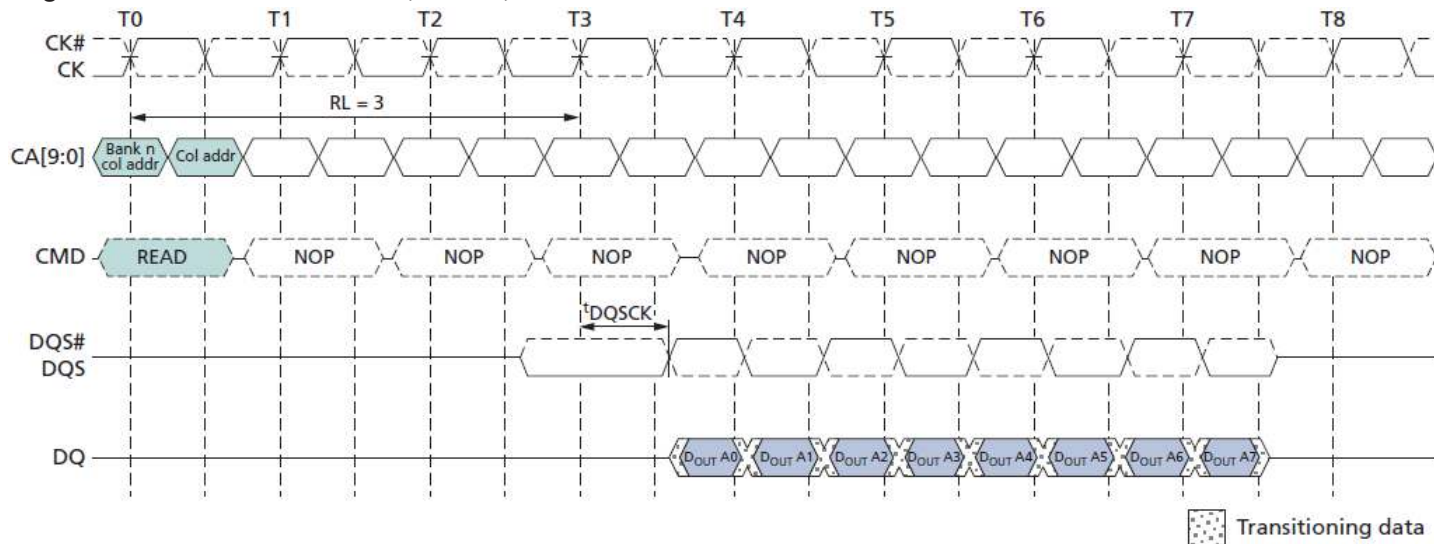 T0 T1 T2 T3 T4 T5 T6 T7 T8
CK#
CK
RL = 3
CA[9:0] Bank n col addr Col addr
CMD READ NOP NOP NOP NOP NOP NOP NOP NOP
tDQSCK
DQS#
DQS
DQ DOUT A0 DOUT A1 DOUT A2 DOUT A3 DOUT A4 DOUT A5 DOUT A6 DOUT A7
Transitioning data